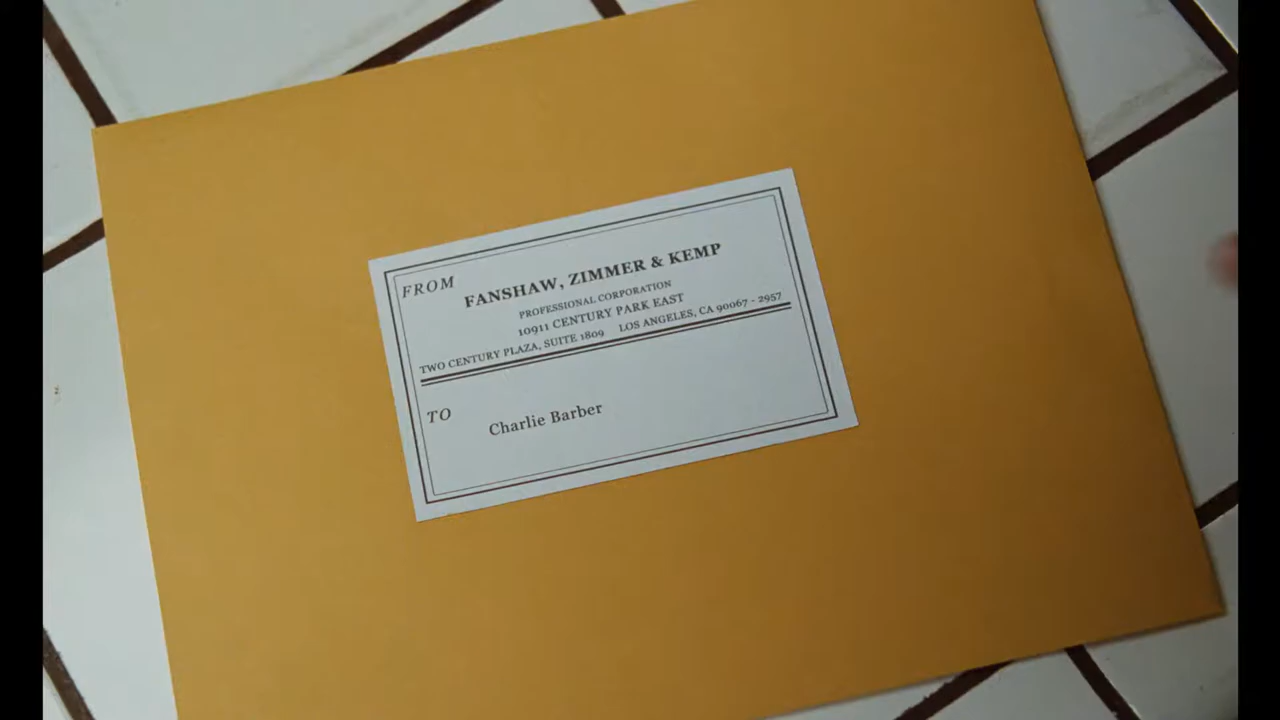 FROM
FANSHAW, ZIMMER & KEMP
PROFESSIONAL CORPORATION
10911 CENTURY PARK EAST
TWO CENTURY PLAZA, SUITE 1809 LOS ANGELES, CA 90067 - 2957
TO
Charlie Barber